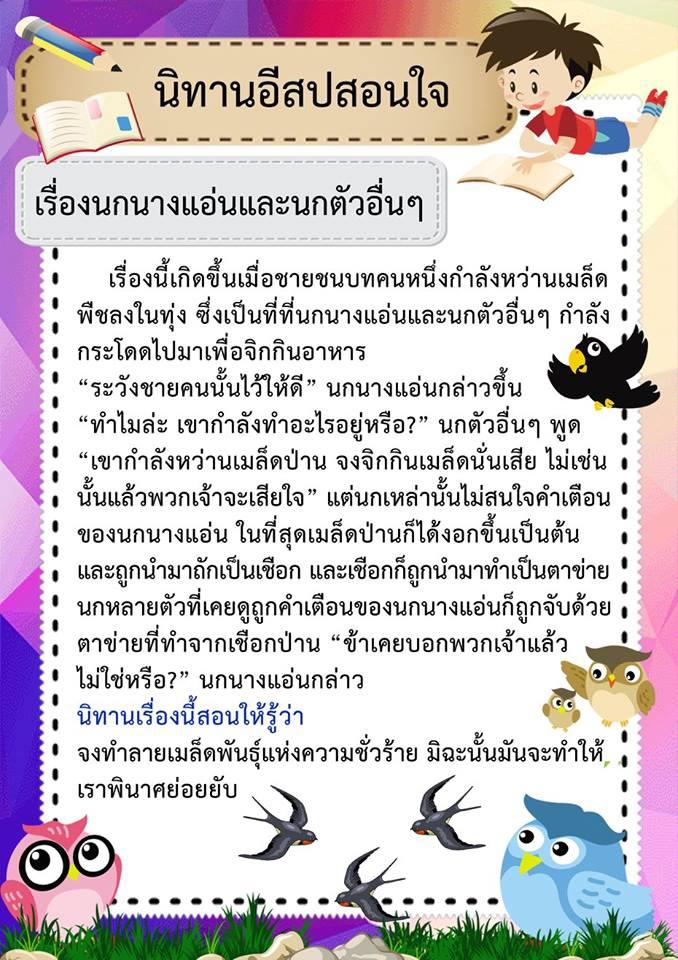 นิทานอีสปสอนใจ
เรื่องนกนางแอ่นและนกตัวอื่นๆ
เรื่องนี้เกิดขึ้นเมื่อชายชนบทคนหนึ่งกำลังหว่านเมล็ด
พืชลงในทุ่ง ซึ่งเป็นที่ที่นกนางแอ่นและนกตัวอื่นๆ กำลัง
กระโดดไปมาเพื่อจิกกินอาหาร
“ระวังชายคนนั้นไว้ให้ดี” นกนางแอ่นกล่าวขึ้น
“ทำไมล่ะ เขากำลังทำอะไรอยู่หรือ?” นกตัวอื่นๆ พูด
“เขากำลังหว่านเมล็ดป่าน จงจิกกินเมล็ดนั่นเสีย ไม่เช่น
นั้นแล้วพวกเจ้าจะเสียใจ” แต่นกเหล่านั้นไม่สนใจคำเตือน
ของนกนางแอ่น ในที่สุดเมล็ดป่านก็ได้งอกขึ้นเป็นต้น
และถูกนำมาถักเป็นเชือก และเชือกก็ถูกนำมาทำเป็นตาข่าย
นกหลายตัวที่เคยดูถูกคำเตือนของนกนางแอ่นก็ถูกจับด้วย
ตาข่ายที่ทำจากเชือกป่าน “ข้าเคยบอกพวกเจ้าแล้ว
ไม่ใช่หรือ?” นกนางแอ่นกล่าว
นิทานเรื่องนี้สอนให้รู้ว่า
จงทำลายเมล็ดพันธุ์แห่งความชั่วร้าย มิฉะนั้นมันจะทำให้
เราพินาศย่อยยับ